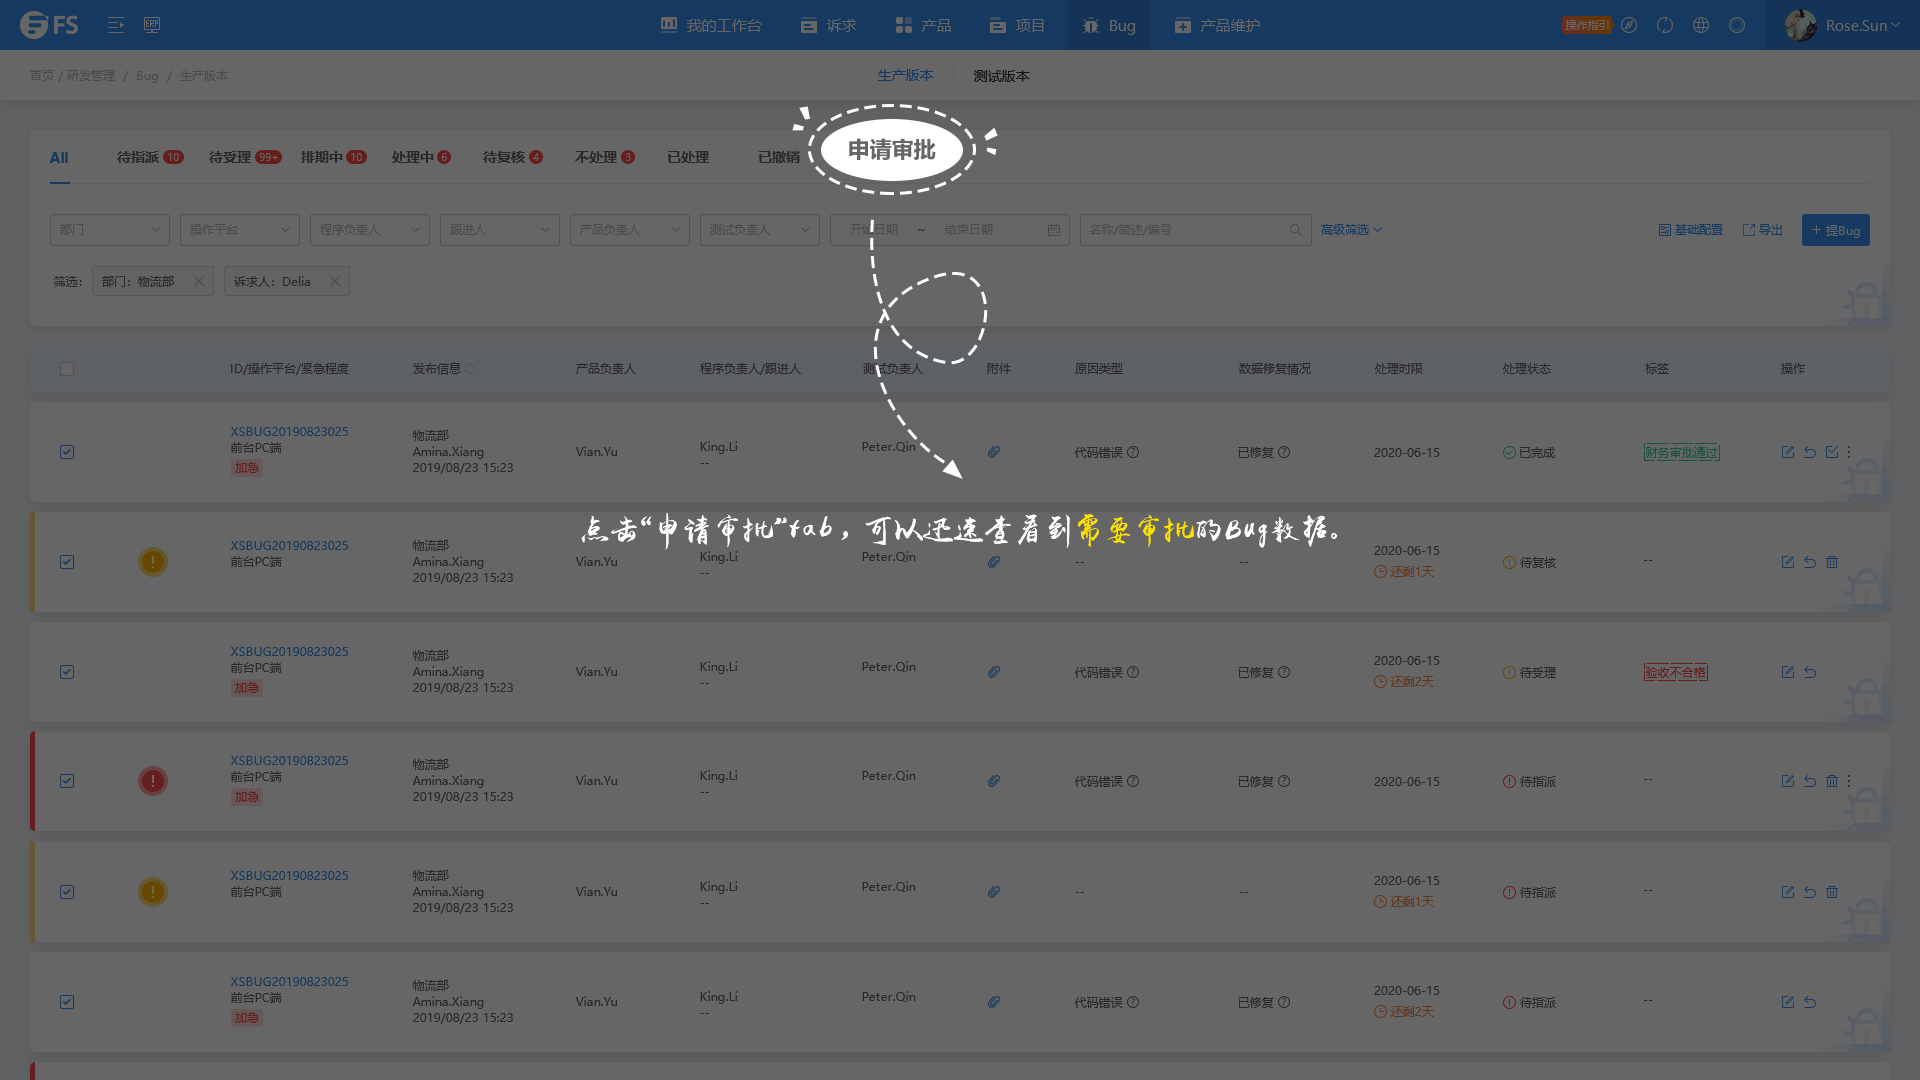 FS
ERP
我的工作台
诉求
产品
项目
Bug
产品维护
操作指引
Rose.Sun
首页 / 研发管理 / Bug / 生产版本
生产版本
测试版本
All
待指派 10
待受理 99+
排期中 10
处理中 6
待复核 4
不处理 3
已处理
已撤销
申请审批
部门
操作平台
程序负责人
跟进人
产品负责人
测试负责人
开始日期 ~ 结束日期
名称/简述/编号
高级筛选
基础配置
导出
+ 提Bug
筛选:
部门：物流部
诉求人：Delia
ID/操作平台/紧急程度 发布信息 产品负责人 程序负责人/跟进人 测试负责人 附件 原因类型 数据修复情况 处理时限 处理状态 标签 操作
XSBUG20190823025
前台PC端
加急
物流部
Amina.Xiang
2019/08/23 15:23
Vian.Yu
King.Li
--
Peter.Qin
代码错误
已修复
2020-06-15
已完成
财务审批通过
点击“申请审批”tab，可以迅速查看到需要审批的Bug数据。
XSBUG20190823025
前台PC端
物流部
Amina.Xiang
2019/08/23 15:23
Vian.Yu
King.Li
--
Peter.Qin
--
--
2020-06-15
还剩1天
待复核
--
XSBUG20190823025
前台PC端
加急
物流部
Amina.Xiang
2019/08/23 15:23
Vian.Yu
King.Li
--
Peter.Qin
代码错误
已修复
2020-06-15
还剩2天
待受理
验收不合格
XSBUG20190823025
前台PC端
加急
物流部
Amina.Xiang
2019/08/23 15:23
Vian.Yu
King.Li
--
Peter.Qin
代码错误
已修复
2020-06-15
待指派
--
XSBUG20190823025
前台PC端
物流部
Amina.Xiang
2019/08/23 15:23
Vian.Yu
King.Li
--
Peter.Qin
--
--
2020-06-15
还剩1天
待指派
--
XSBUG20190823025
前台PC端
加急
物流部
Amina.Xiang
2019/08/23 15:23
Vian.Yu
King.Li
--
Peter.Qin
代码错误
已修复
2020-06-15
还剩2天
待指派
--